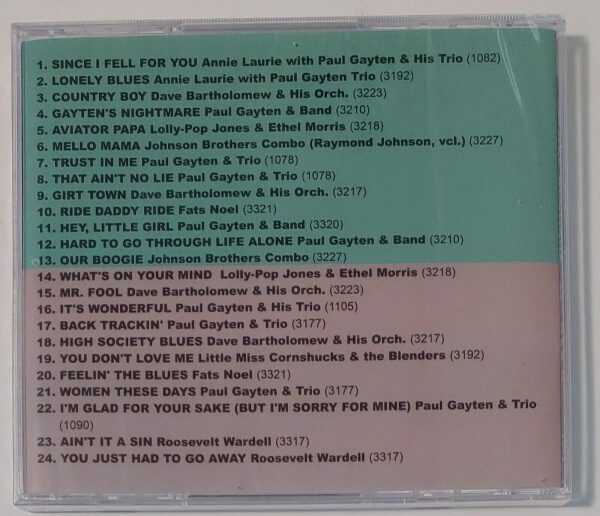 1. SINCE I FELL FOR YOU Annie Laurie with Paul Gayten & His Trio (1082)
2. LONELY BLUES Annie Laurie with Paul Gayten Trio (3192)
3. COUNTRY BOY Dave Bartholomew & His Orch. (3223)
4. GAYTEN'S NIGHTMARE Paul Gayten & Band (3210)
5. AVIATOR PAPA Lolly-Pop Jones & Ethel Morris (3218)
6. MELLO MAMA Johnson Brothers Combo (Raymond Johnson, vcl.) (3227)
7. TRUST IN ME Paul Gayten & Trio (1078)
8. THAT AIN'T NO LIE Paul Gayten & Trio (1078)
9. GIRT TOWN Dave Bartholomew & His Orch. (3217)
10. RIDE DADDY RIDE Fats Noel (3321)
11. HEY, LITTLE GIRL Paul Gayten & Band (3320)
12. HARD TO GO THROUGH LIFE ALONE Paul Gayten & Band (3210)
13. OUR BOOGIE Johnson Brothers Combo (3227)
14. WHAT'S ON YOUR MIND Lolly-Pop Jones & Ethel Morris (3218)
15. MR. FOOL Dave Bartholomew & His Orch. (3223)
16. IT'S WONDERFUL Paul Gayten & His Trio (1105)
17. BACK TRACKIN' Paul Gayten & Trio (3177)
18. HIGH SOCIETY BLUES Dave Bartholomew & His Orch. (3217)
19. YOU DON'T LOVE ME Little Miss Cornshucks & the Blenders (3192)
20. FEELIN' THE BLUES Fats Noel (3321)
21. WOMEN THESE DAYS Paul Gayten & Trio (3177)
22. I'M GLAD FOR YOUR SAKE (BUT I'M SORRY FOR MINE) Paul Gayten & Trio
(1090)
23. AIN'T IT A SIN Roosevelt Wardell (3317)
24. YOU JUST HAD TO GO AWAY Roosevelt Wardell (3317)